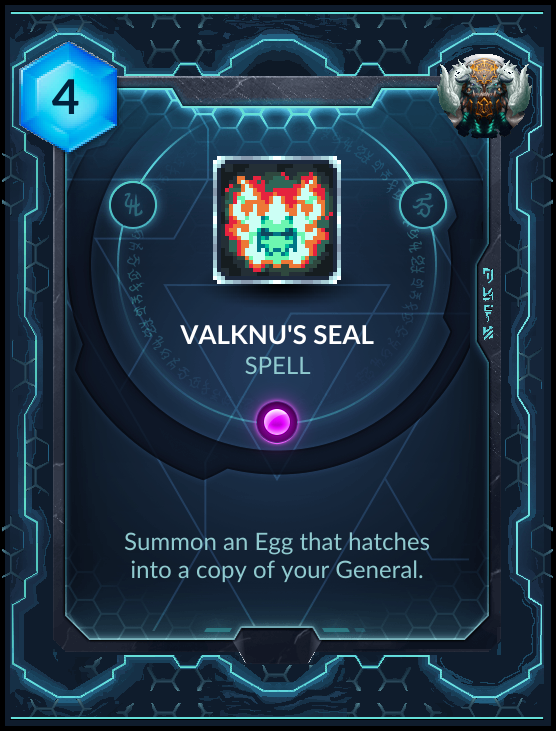 4
VALKNU'S SEAL
SPELL
Summon an Egg that hatches
into a copy of your General.